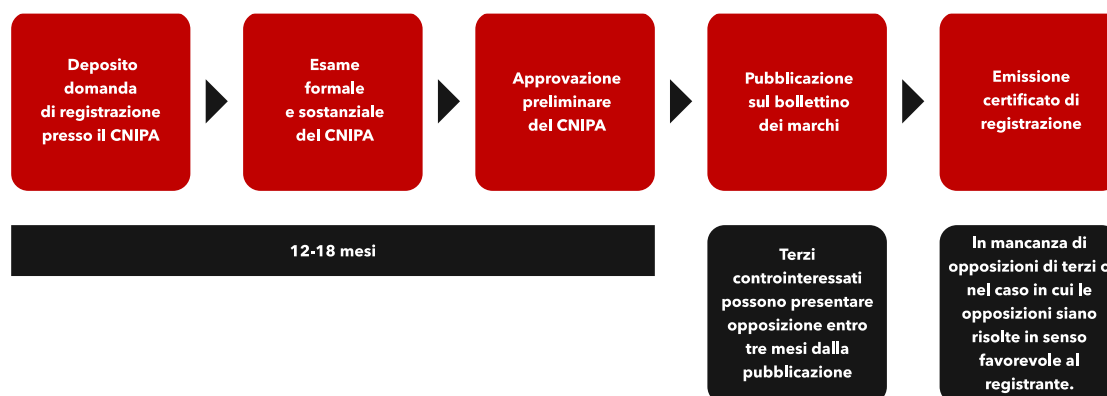 Deposito
domanda
di registrazione
presso il CNIPA
Esame
formale
e sostanziale
del CNIPA
Approvazione
preliminare
del CNIPA
Pubblicazione
sul bollettino
dei marchi
Emissione
certificato di
registrazione
12-18 mesi
Terzi
controinteressati
possono presentare
opposizione entro
tre mesi dalla
pubblicazione
In mancanza di
opposizioni di terzi o
nel caso in cui le
opposizioni siano
risolte in senso
favorevole al
registrante.